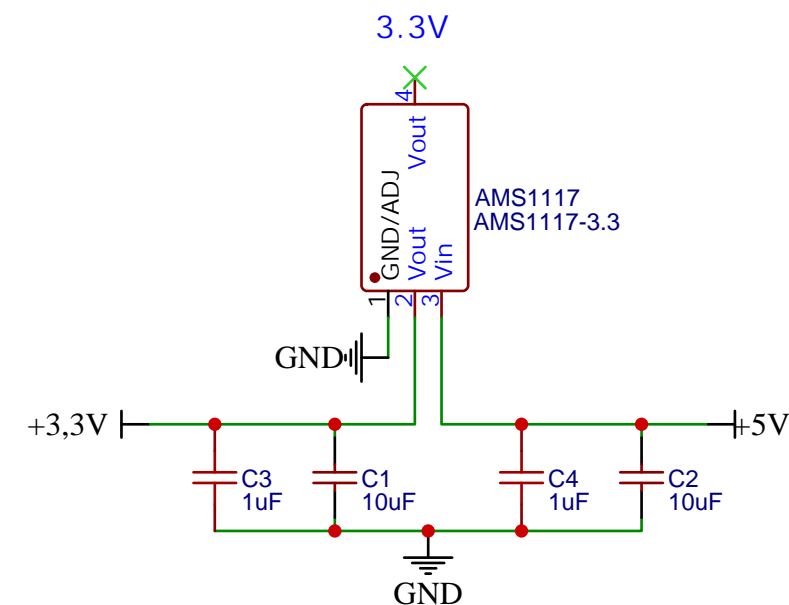 3.3V
4
Vout
GND/ADJ
Vout
Vin
AMS1117
AMS1117-3.3
1
2
3
GND
+3,3V
+5V
C3
1uF
C1
10uF
C4
1uF
C2
10uF
GND